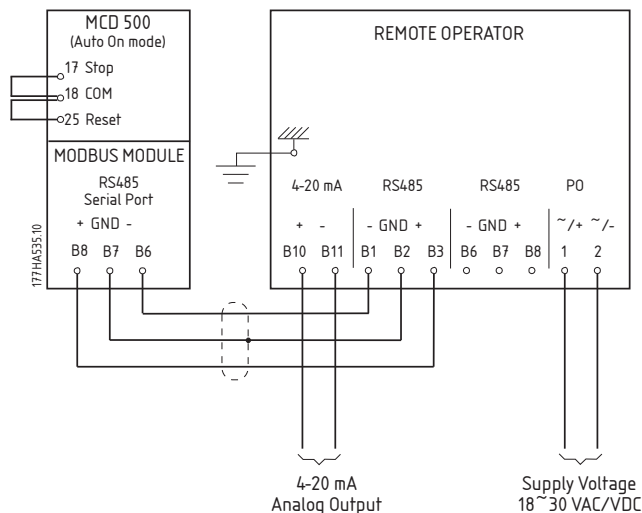 MCD 500
(Auto On mode)
17 Stop
18 COM
25 Reset
MODBUS MODULE
RS485
Serial Port
+ GND -
B8 B7 B6
177HA535.10
REMOTE OPERATOR
4-20 mA RS485 RS485 PO
+ - - GND + - GND + ~/+ ~/-
B10 B11 B1 B2 B3 B6 B7 B8 1 2
4-20 mA
Analog Output
Supply Voltage
18~30 VAC/VDC